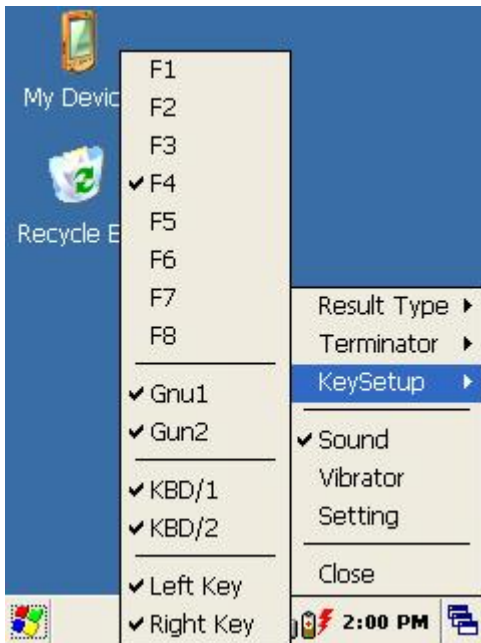 My Devic
Recycle B
F1
F2
F3
F4
F5
F6
F7
F8
Gnu1
Gun2
KBD/1
KBD/2
Left Key
Right Key
Result Type
Terminator
KeySetup
Sound
Vibrator
Setting
Close
2:00 PM